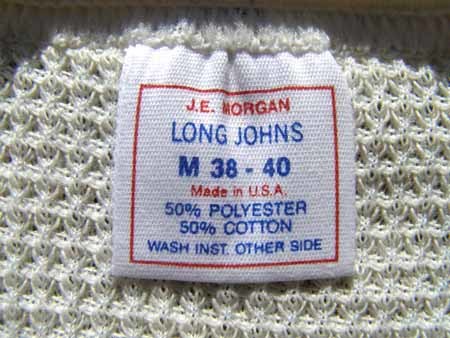 J.E. MORGAN
LONG JOHNS
M 38 - 40
Made in U.S.A.
50% POLYESTER
50% COTTON
WASH INST. OTHER SIDE